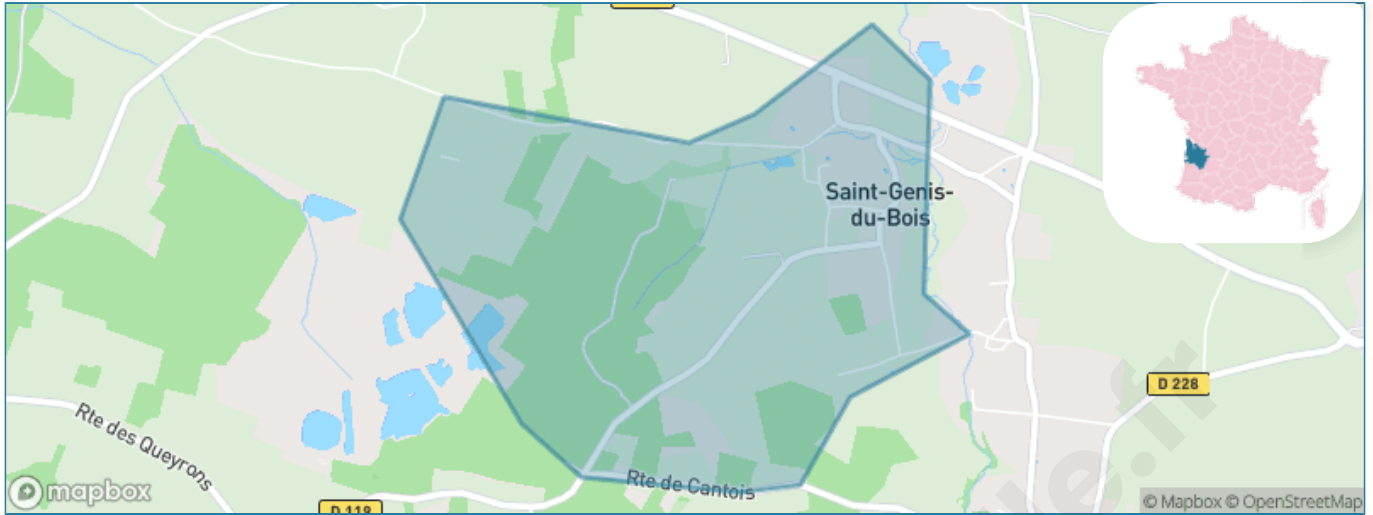 Saint-Genis-
du-Bois
D 228
Rte des Queyrons
Rte de Cantois
D 118
mapbox
© Mapbox © OpenStreetMap